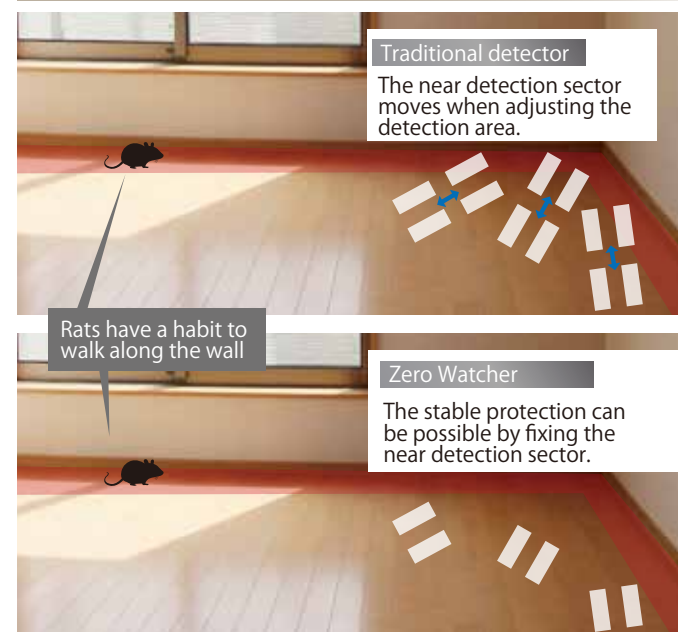 Traditional detector
The near detection sector
moves when adjusting the
detection area.
Rats have a habit to
walk along the wall
Zero Watcher
The stable protection can
be possible by fixing the
near detection sector.